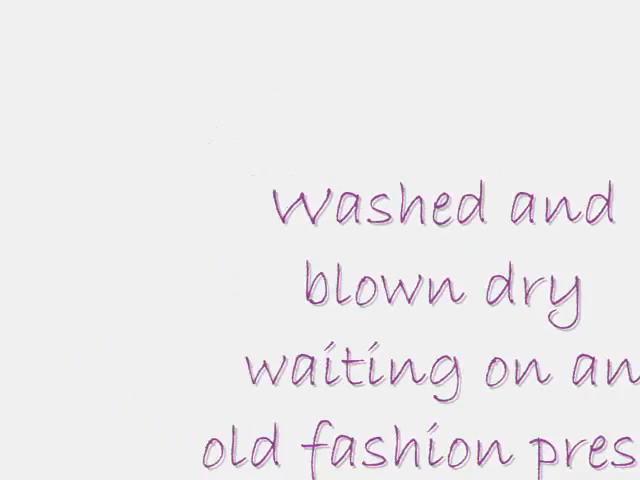 Washed and
blown dry
waiting on an
old fashion pres